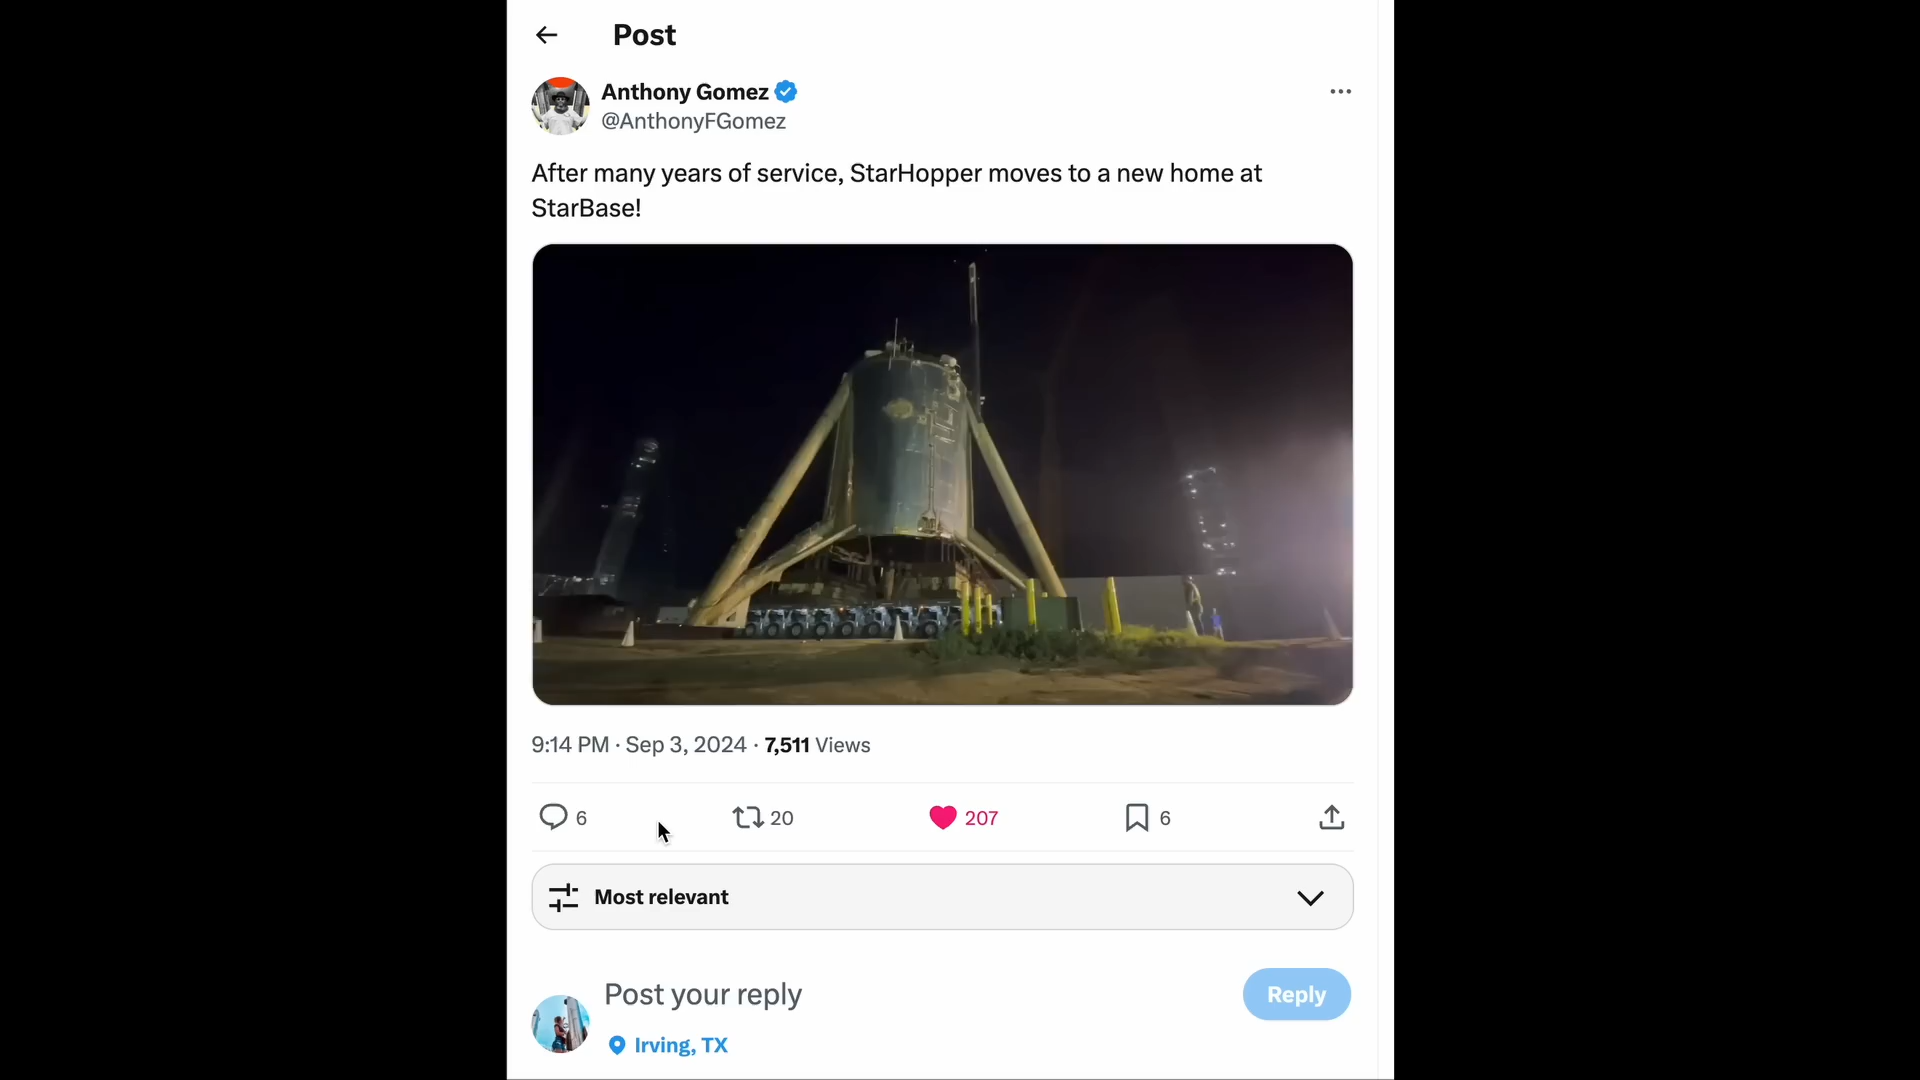 Post
Anthony Gomez
@AnthonyFGomez
After many years of service, StarHopper moves to a new home at
StarBase!
9:14 PM · Sep 3, 2024 · 7,511 Views
6 20 207 6
Most relevant
Post your reply
Reply
Irving, TX